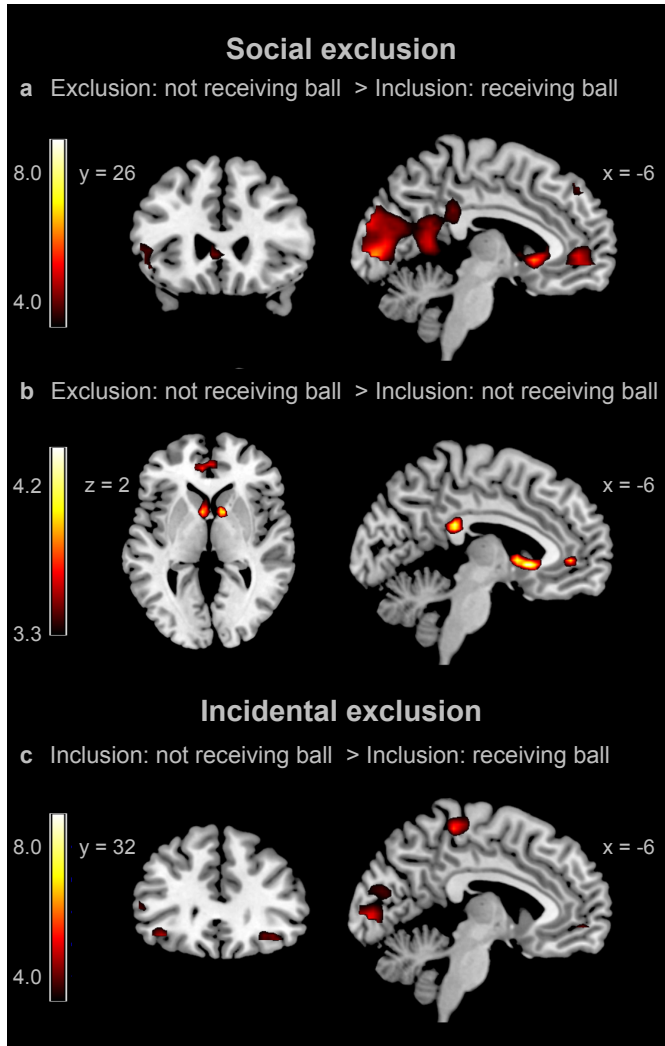 Social exclusion
a Exclusion: not receiving ball > Inclusion: receiving ball
8.0
y = 26
x = -6
4.0
b Exclusion: not receiving ball > Inclusion: not receiving ball
4.2
z = 2
x = -6
3.3
Incidental exclusion
c Inclusion: not receiving ball > Inclusion: receiving ball
8.0
y = 32
x = -6
4.0